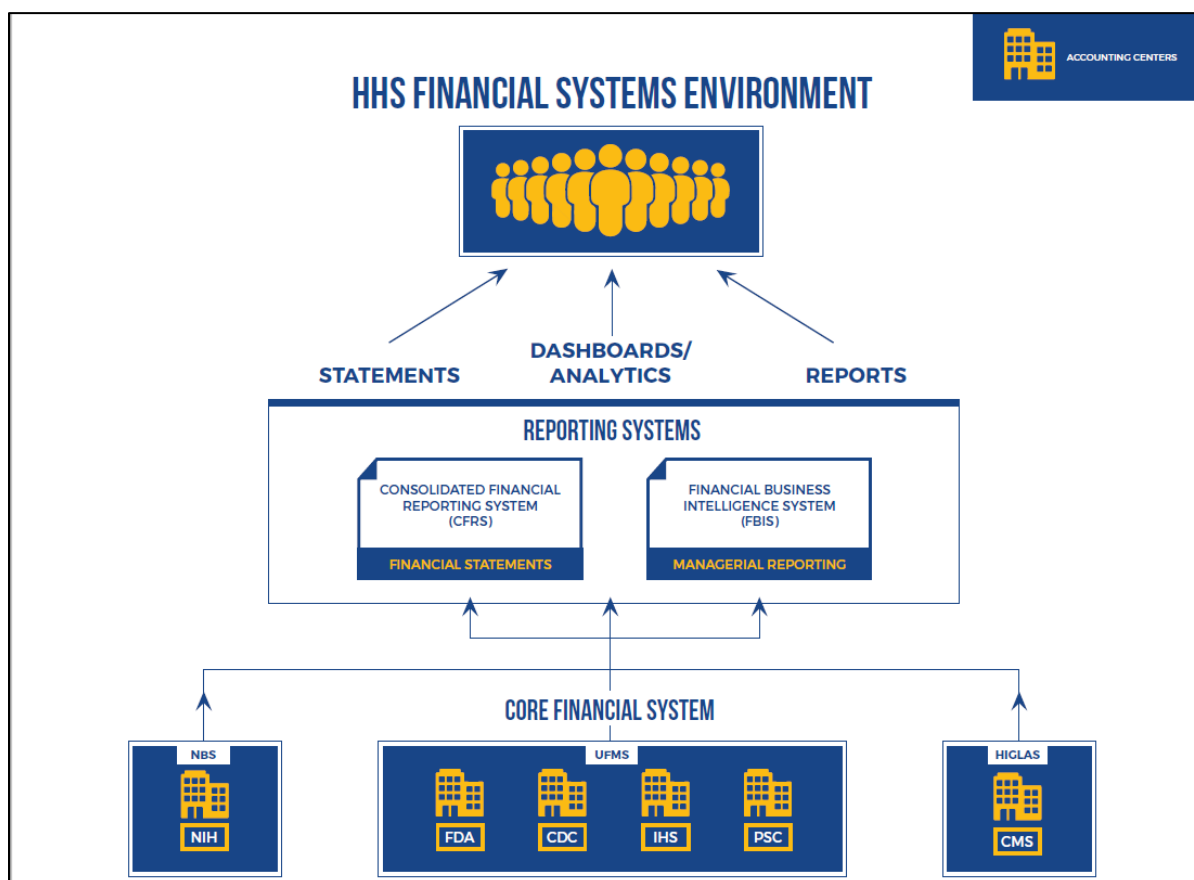 ACCOUNTING CENTERS
HHS FINANCIAL SYSTEMS ENVIRONMENT
STATEMENTS
DASHBOARDS/
ANALYTICS
REPORTS
REPORTING SYSTEMS
CONSOLIDATED FINANCIAL
REPORTING SYSTEM
(CFRS)
FINANCIAL STATEMENTS
FINANCIAL BUSINESS
INTELLIGENCE SYSTEM
(FBIS)
MANAGERIAL REPORTING
CORE FINANCIAL SYSTEM
NBS
NIH
UFMS
FDA
CDC
IHS
PSC
HIGLAS
CMS